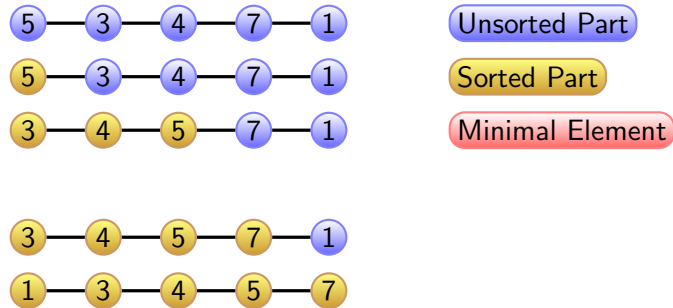 5 3 4 7 1 Unsorted Part
5 3 4 7 1 Sorted Part
3 4 5 7 1 Minimal Element
3 4 5 7 1
1 3 4 5 7